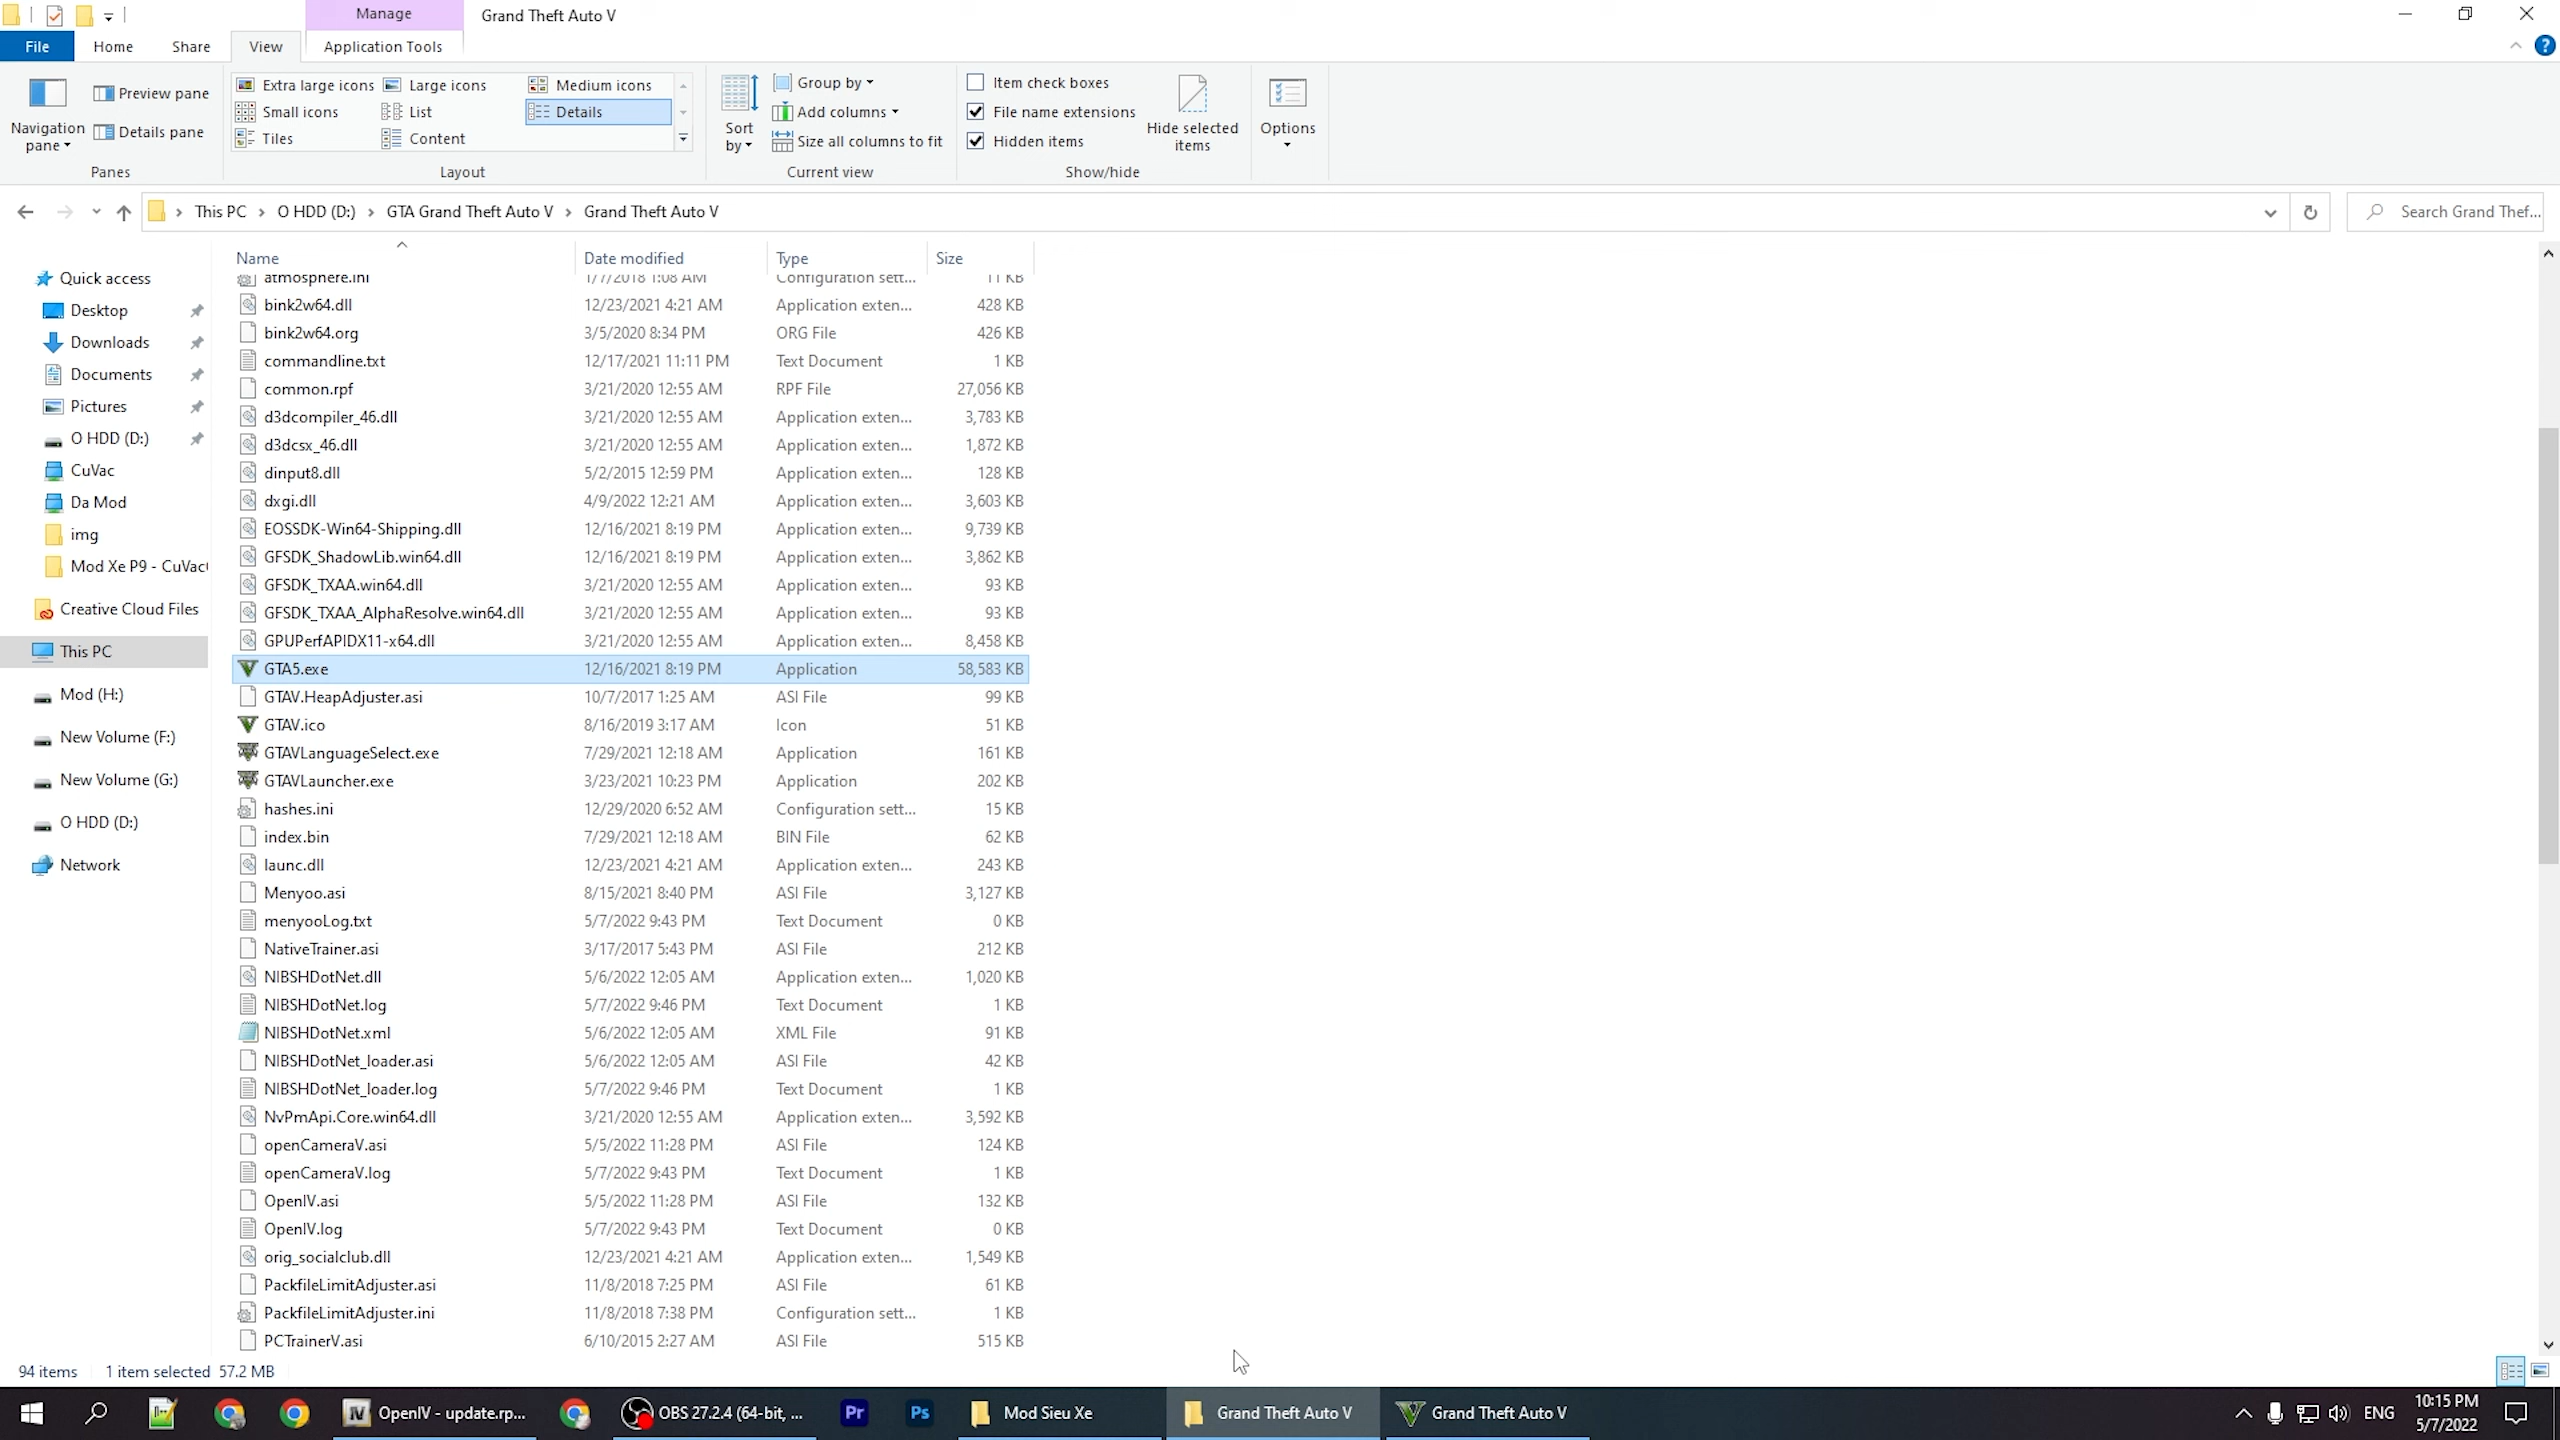 Manage
Grand Theft Auto V
File
Home
Share
View
Application Tools
Navigation pane
Preview pane
Details pane
Panes
Extra large icons
Large icons
Medium icons
Small icons
List
Details
Tiles
Content
Layout
Sort by
Group by
Add columns
Size all columns to fit
Current view
Item check boxes
File name extensions
Hidden items
Hide selected items
Show/hide
Options
This PC > O HDD (D:) > GTA Grand Theft Auto V > Grand Theft Auto V
Search Grand Thef...
Quick access
Desktop
Downloads
Documents
Pictures
O HDD (D:)
CuVac
Da Mod
img
Mod Xe P9 - CuVac
Creative Cloud Files
This PC
Mod (H:)
New Volume (F:)
New Volume (G:)
O HDD (D:)
Network
Name Date modified Type Size
atmosphere.ini 1/7/2018 1:08 AM Configuration sett... 11 KB
bink2w64.dll 12/23/2021 4:21 AM Application exten... 428 KB
bink2w64.org 3/5/2020 8:34 PM ORG File 426 KB
commandline.txt 12/17/2021 11:11 PM Text Document 1 KB
common.rpf 3/21/2020 12:55 AM RPF File 27,056 KB
d3dcompiler_46.dll 3/21/2020 12:55 AM Application exten... 3,783 KB
d3dcsx_46.dll 3/21/2020 12:55 AM Application exten... 1,872 KB
dinput8.dll 5/2/2015 12:59 PM Application exten... 128 KB
dxgi.dll 4/9/2022 12:21 AM Application exten... 3,603 KB
EOSSDK-Win64-Shipping.dll 12/16/2021 8:19 PM Application exten... 9,739 KB
GFSDK_ShadowLib.win64.dll 12/16/2021 8:19 PM Application exten... 3,862 KB
GFSDK_TXAA.win64.dll 3/21/2020 12:55 AM Application exten... 93 KB
GFSDK_TXAA_AlphaResolve.win64.dll 3/21/2020 12:55 AM Application exten... 93 KB
GPUPerfAPIDX11-x64.dll 3/21/2020 12:55 AM Application exten... 8,458 KB
GTA5.exe 12/16/2021 8:19 PM Application 58,583 KB
GTAV.HeapAdjuster.asi 10/7/2017 1:25 AM ASI File 99 KB
GTAV.ico 8/16/2019 3:17 AM Icon 51 KB
GTAVLanguageSelect.exe 7/29/2021 12:18 AM Application 161 KB
GTAVLauncher.exe 3/23/2021 10:23 PM Application 202 KB
hashes.ini 12/29/2020 6:52 AM Configuration sett... 15 KB
index.bin 7/29/2021 12:18 AM BIN File 62 KB
launc.dll 12/23/2021 4:21 AM Application exten... 243 KB
Menyoo.asi 8/15/2021 8:40 PM ASI File 3,127 KB
menyooLog.txt 5/7/2022 9:43 PM Text Document 0 KB
NativeTrainer.asi 3/17/2017 5:43 PM ASI File 212 KB
NIBSHDotNet.dll 5/6/2022 12:05 AM Application exten... 1,020 KB
NIBSHDotNet.log 5/7/2022 9:46 PM Text Document 1 KB
NIBSHDotNet.xml 5/6/2022 12:05 AM XML File 91 KB
NIBSHDotNet_loader.asi 5/6/2022 12:05 AM ASI File 42 KB
NIBSHDotNet_loader.log 5/7/2022 9:46 PM Text Document 1 KB
NvPmApi.Core.win64.dll 3/21/2020 12:55 AM Application exten... 3,592 KB
openCameraV.asi 5/5/2022 11:28 PM ASI File 124 KB
openCameraV.log 5/7/2022 9:43 PM Text Document 1 KB
OpenIV.asi 5/5/2022 11:28 PM ASI File 132 KB
OpenIV.log 5/7/2022 9:43 PM Text Document 0 KB
orig_socialclub.dll 12/23/2021 4:21 AM Application exten... 1,549 KB
PackfileLimitAdjuster.asi 11/8/2018 7:25 PM ASI File 61 KB
PackfileLimitAdjuster.ini 11/8/2018 7:38 PM Configuration sett... 1 KB
PCTrainerV.asi 6/10/2015 2:27 AM ASI File 515 KB
94 items 1 item selected 57.2 MB
OpenIV - update.rp...
OBS 27.2.4 (64-bit, ...
Pr
Ps
Mod Sieu Xe
Grand Theft Auto V
Grand Theft Auto V
ENG
10:15 PM
5/7/2022